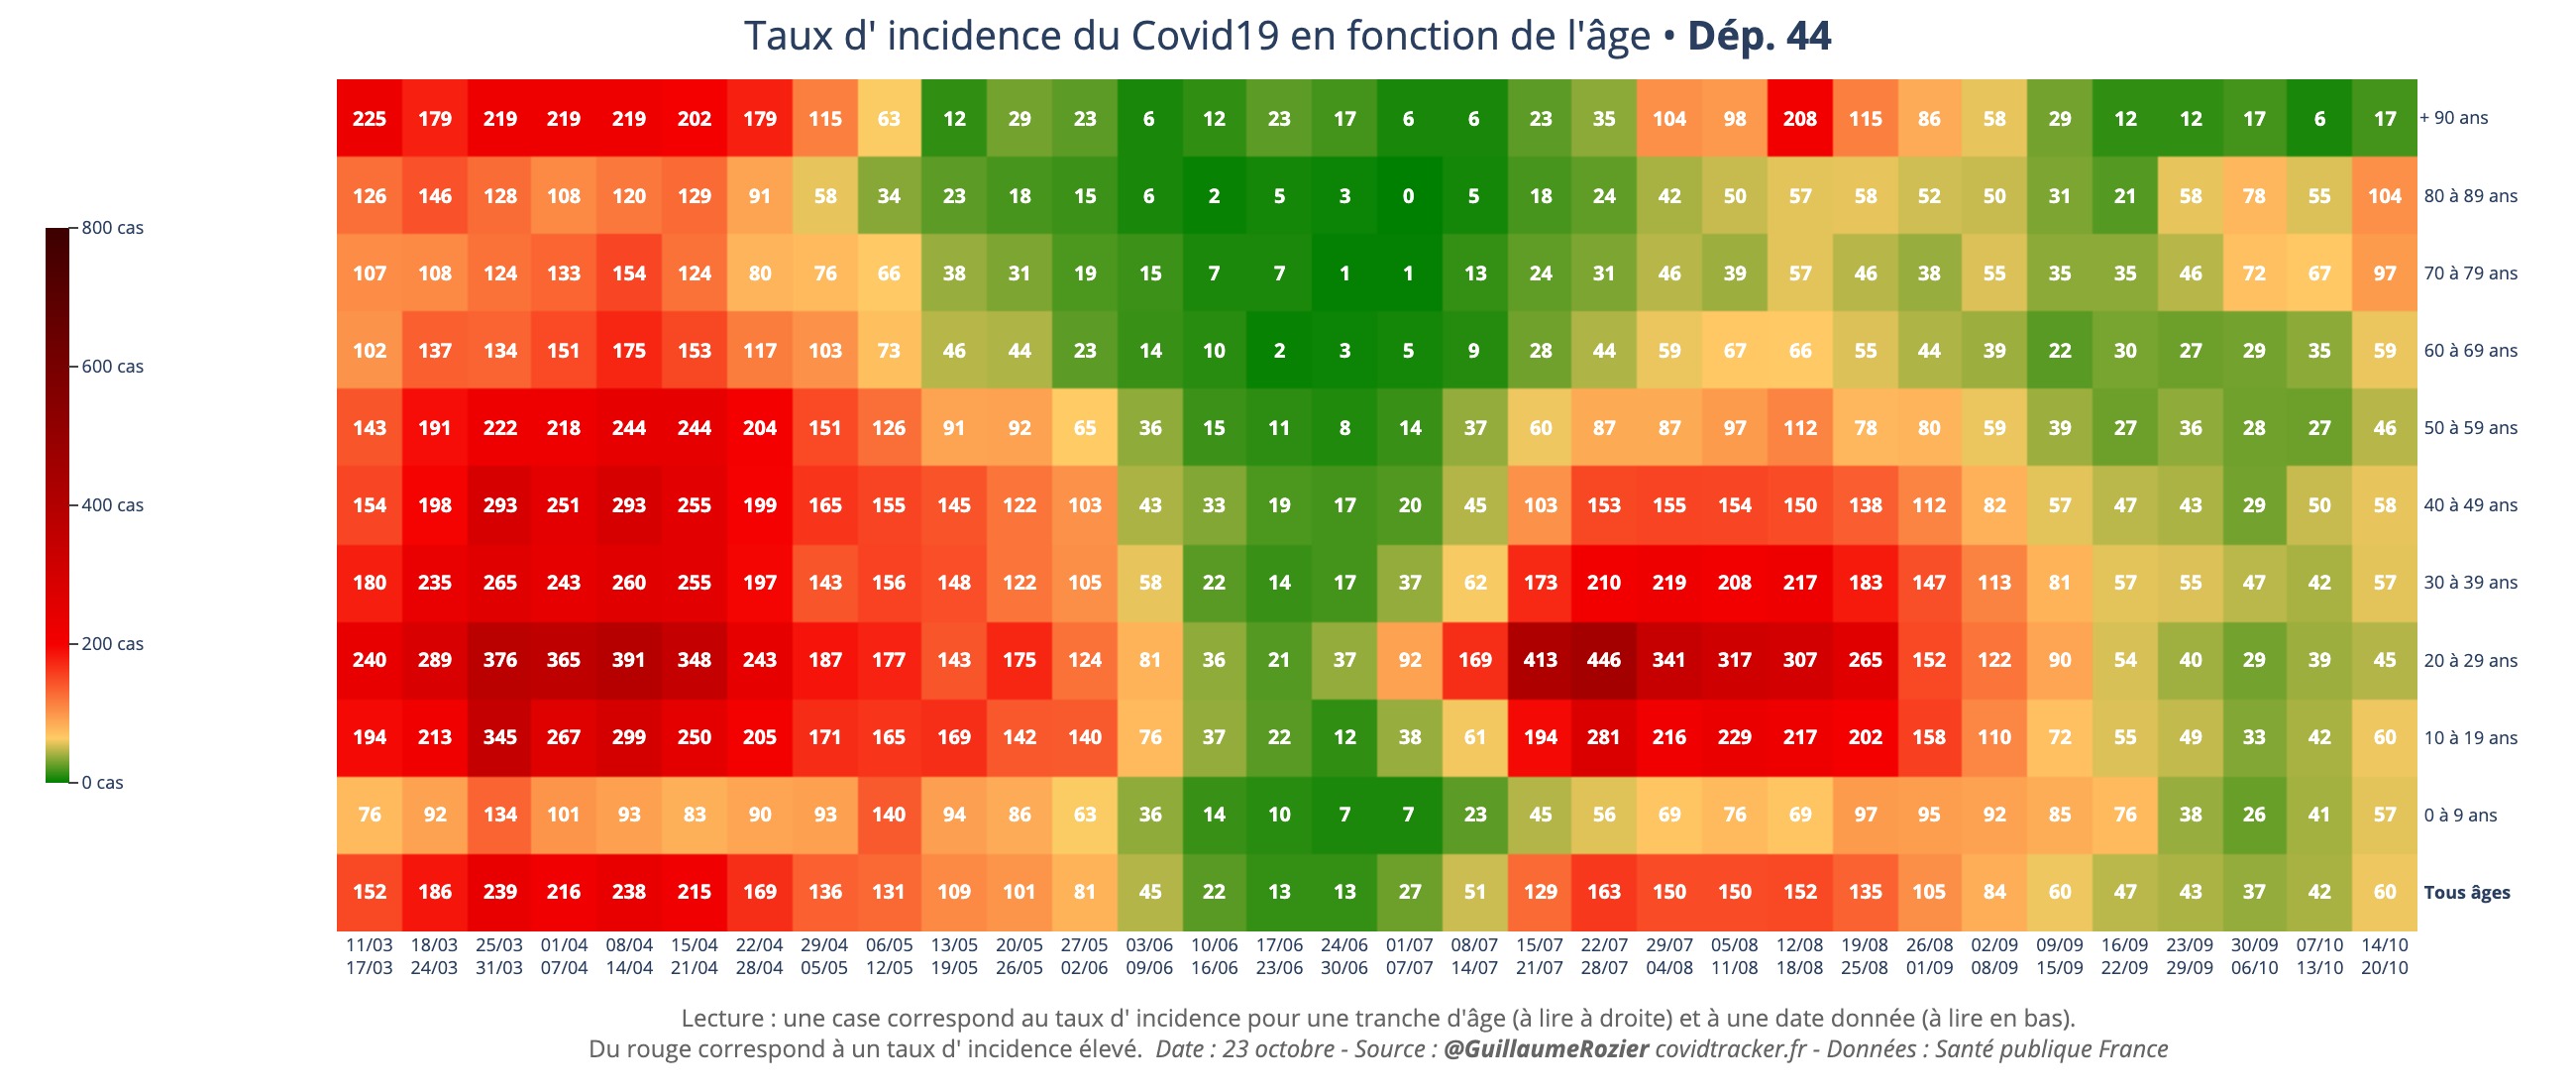 Taux d' incidence du Covid19 en fonction de l'âge • Dép. 44
800 cas
600 cas
400 cas
200 cas
0 cas
225 179 219 219 219 202 179 115 63 12 29 23 6 12 23 17 6 6 23 35 104 98 208 115 86 58 29 12 12 17 6 17 + 90 ans
126 146 128 108 120 129 91 58 34 23 18 15 6 2 5 3 0 5 18 24 42 50 57 58 52 50 31 21 58 78 55 104 80 à 89 ans
107 108 124 133 154 124 80 76 66 38 31 19 15 7 7 1 1 13 24 31 46 39 57 46 38 55 35 35 46 72 67 97 70 à 79 ans
102 137 134 151 175 153 117 103 73 46 44 23 14 10 2 3 5 9 28 44 59 67 66 55 44 39 22 30 27 29 35 59 60 à 69 ans
143 191 222 218 244 244 204 151 126 91 92 65 36 15 11 8 14 37 60 87 87 97 112 78 80 59 39 27 36 28 27 46 50 à 59 ans
154 198 293 251 293 255 199 165 155 145 122 103 43 33 19 17 20 45 103 153 155 154 150 138 112 82 57 47 43 29 50 58 40 à 49 ans
180 235 265 243 260 255 197 143 156 148 122 105 58 22 14 17 37 62 173 210 219 208 217 183 147 113 81 57 55 47 42 57 30 à 39 ans
240 289 376 365 391 348 243 187 177 143 175 124 81 36 21 37 92 169 413 446 341 317 307 265 152 122 90 54 40 29 39 45 20 à 29 ans
194 213 345 267 299 250 205 171 165 169 142 140 76 37 22 12 38 61 194 281 216 229 217 202 158 110 72 55 49 33 42 60 10 à 19 ans
76 92 134 101 93 83 90 93 140 94 86 63 36 14 10 7 7 23 45 56 69 76 69 97 95 92 85 76 38 26 41 57 0 à 9 ans
152 186 239 216 238 215 169 136 131 109 101 81 45 22 13 13 27 51 129 163 150 150 152 135 105 84 60 47 43 37 42 60 Tous âges
11/03 18/03 25/03 01/04 08/04 15/04 22/04 29/04 06/05 13/05 20/05 27/05 03/06 10/06 17/06 24/06 01/07 08/07 15/07 22/07 29/07 05/08 12/08 19/08 26/08 02/09 09/09 16/09 23/09 30/09 07/10 14/10
17/03 24/03 31/03 07/04 14/04 21/04 28/04 05/05 12/05 19/05 26/05 02/06 09/06 16/06 23/06 30/06 07/07 14/07 21/07 28/07 04/08 11/08 18/08 25/08 01/09 08/09 15/09 22/09 29/09 06/10 13/10 20/10
Lecture : une case correspond au taux d' incidence pour une tranche d'âge (à lire à droite) et à une date donnée (à lire en bas).
Du rouge correspond à un taux d' incidence élevé. Date : 23 octobre - Source : @GuillaumeRozier covidtracker.fr - Données : Santé publique France